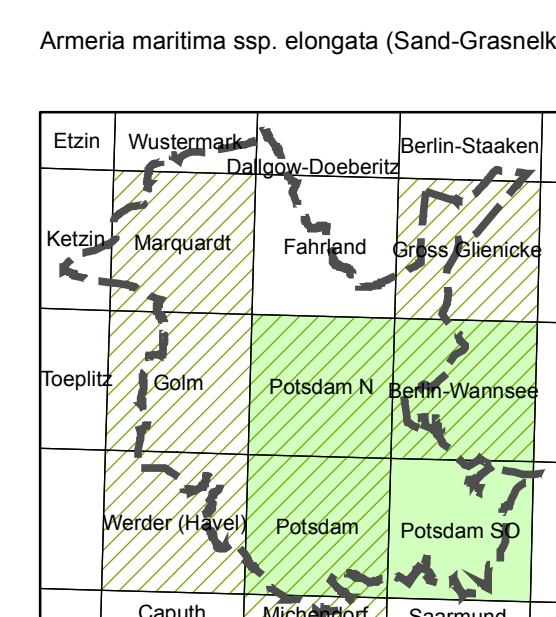 Armeria maritima ssp. elongata (Sand-Grasnelk
Etzin Wustermark Dallgow-Doeberitz Berlin-Staaken
Ketzin Marquardt Fahrland Gross Glienicke
Toeplitz Golm Potsdam N Berlin-Wannsee
Werder (Havel) Potsdam Potsdam SO
Caputh Michendorf Saarmund